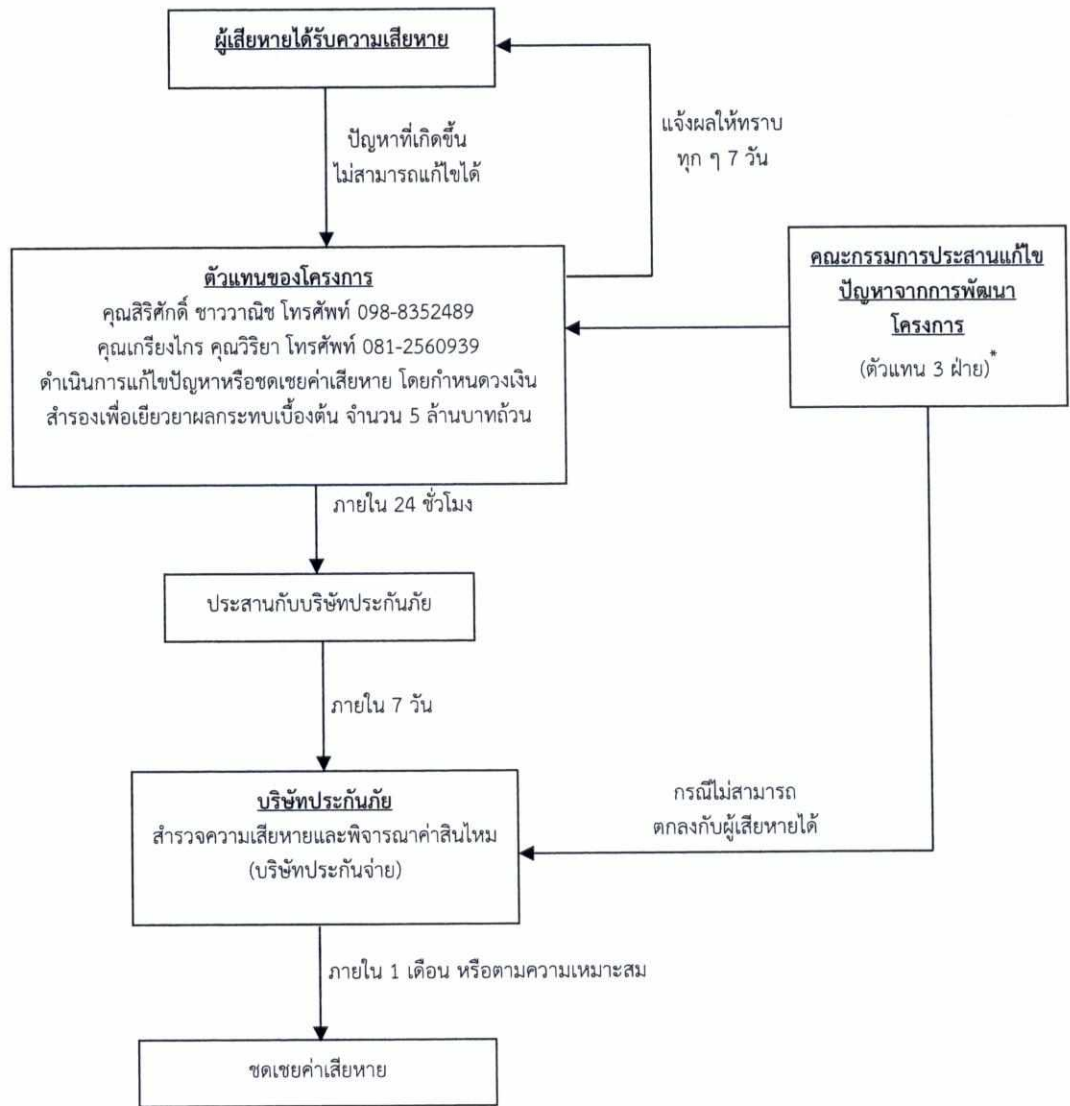 ผู้เสียหายได้รับความเสียหาย
ปัญหาที่เกิดขึ้น
ไม่สามารถแก้ไขได้
แจ้งผลให้ทราบ
ทุก ๆ 7 วัน
ตัวแทนของโครงการ
คุณสิริศักดิ์ ชาววาณิช โทรศัพท์ 098-8352489
คุณเกรียงไกร คุณวิริยา โทรศัพท์ 081-2560939
ดำเนินการแก้ไขปัญหาหรือชดเชยค่าเสียหาย โดยกำหนดวงเงิน
สำรองเพื่อเยียวยาผลกระทบเบื้องต้น จำนวน 5 ล้านบาทถ้วน
คณะกรรมการประสานแก้ไข
ปัญหาจากการพัฒนา
โครงการ
(ตัวแทน 3 ฝ่าย)*
ภายใน 24 ชั่วโมง
ประสานกับบริษัทประกันภัย
ภายใน 7 วัน
บริษัทประกันภัย
สำรวจความเสียหายและพิจารณาค่าสินไหม
(บริษัทประกันจ่าย)
กรณีไม่สามารถ
ตกลงกับผู้เสียหายได้
ภายใน 1 เดือน หรือตามความเหมาะสม
ชดเชยค่าเสียหาย